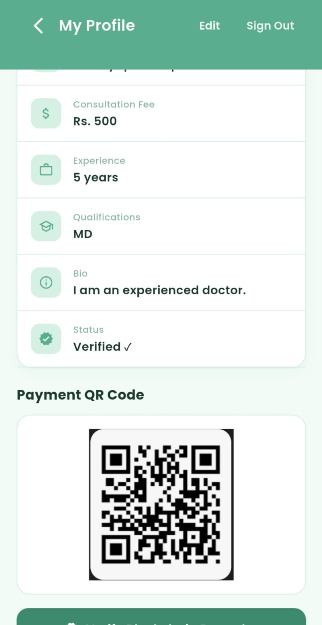 My Profile
Edit
Sign Out
Consultation Fee
Rs. 500
Experience
5 years
Qualifications
MD
Bio
I am an experienced doctor.
Status
Verified ✓
Payment QR Code